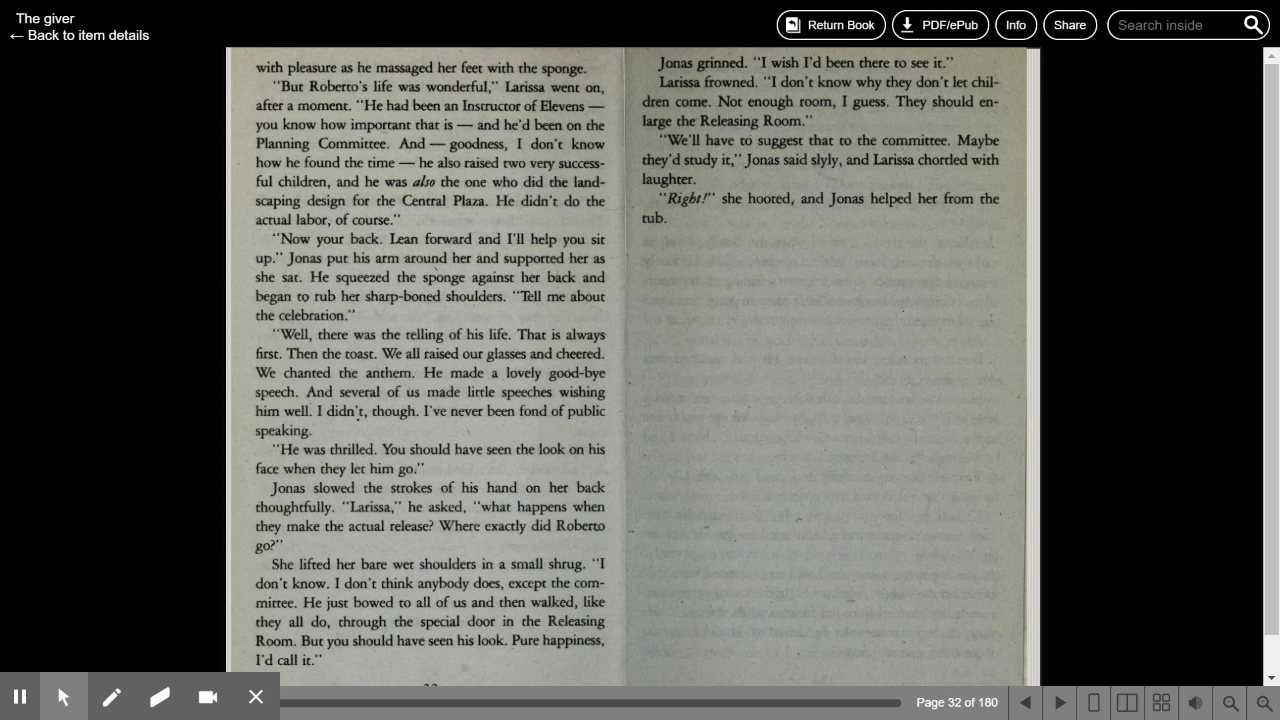 The giver
← Back to item details
Return Book
PDF/ePub
Info
Share
Search inside
with pleasure as he massaged her feet with the sponge.
"But Roberto's life was wonderful," Larissa went on,
after a moment. "He had been an Instructor of Elevens —
you know how important that is — and he'd been on the
Planning Committee. And — goodness, I don't know
how he found the time — he also raised two very success-
ful children, and he was also the one who did the land-
scaping design for the Central Plaza. He didn't do the
actual labor, of course."
"Now your back. Lean forward and I'll help you sit
up." Jonas put his arm around her and supported her as
she sat. He squeezed the sponge against her back and
began to rub her sharp-boned shoulders. "Tell me about
the celebration."
"Well, there was the telling of his life. That is always
first. Then the toast. We all raised our glasses and cheered.
We chanted the anthem. He made a lovely good-bye
speech. And several of us made little speeches wishing
him well. I didn't, though. I've never been fond of public
speaking.
"He was thrilled. You should have seen the look on his
face when they let him go."
Jonas slowed the strokes of his hand on her back
thoughtfully. "Larissa," he asked, "what happens when
they make the actual release? Where exactly did Roberto
go?"
She lifted her bare wet shoulders in a small shrug. "I
don't know. I don't think anybody does, except the com-
mittee. He just bowed to all of us and then walked, like
they all do, through the special door in the Releasing
Room. But you should have seen his look. Pure happiness,
I'd call it."
Jonas grinned. "I wish I'd been there to see it."
Larissa frowned. "I don't know why they don't let chil-
dren come. Not enough room, I guess. They should en-
large the Releasing Room."
"We'll have to suggest that to the committee. Maybe
they'd study it," Jonas said slyly, and Larissa chortled with
laughter.
"Right!" she hooted, and Jonas helped her from the
tub.
Page 32 of 180